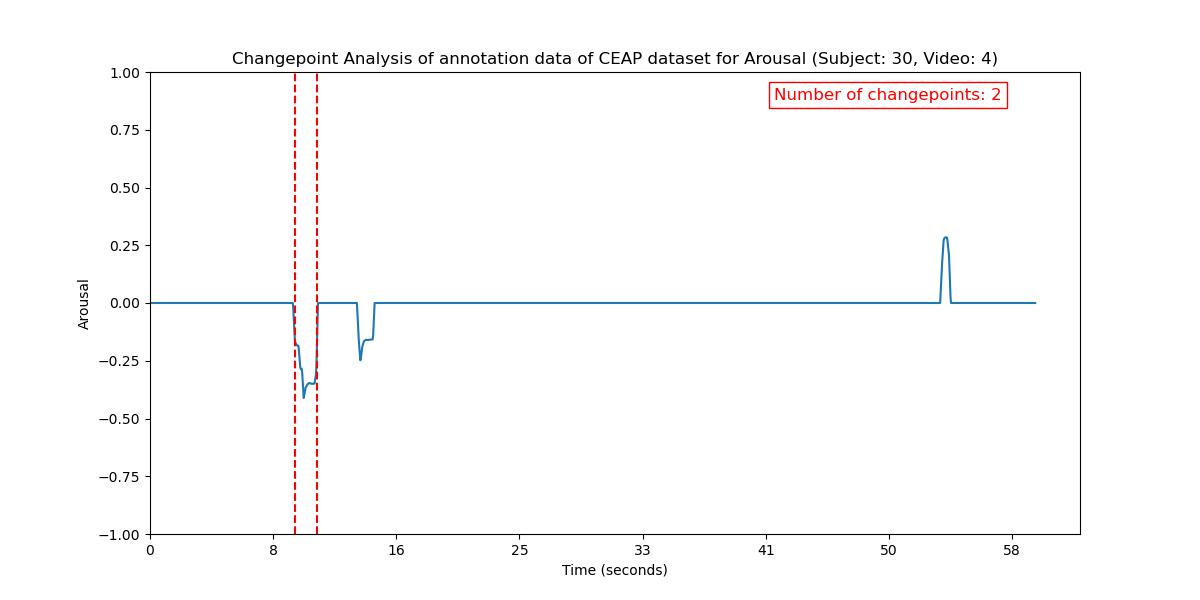 Changepoint Analysis of annotation data of CEAP dataset for Arousal (Subject: 30, Video: 4)
Number of changepoints: 2
1.00
0.75
0.50
0.25
0.00
−0.25
−0.50
−0.75
−1.00
Arousal
0 8 16 25 33 41 50 58
Time (seconds)